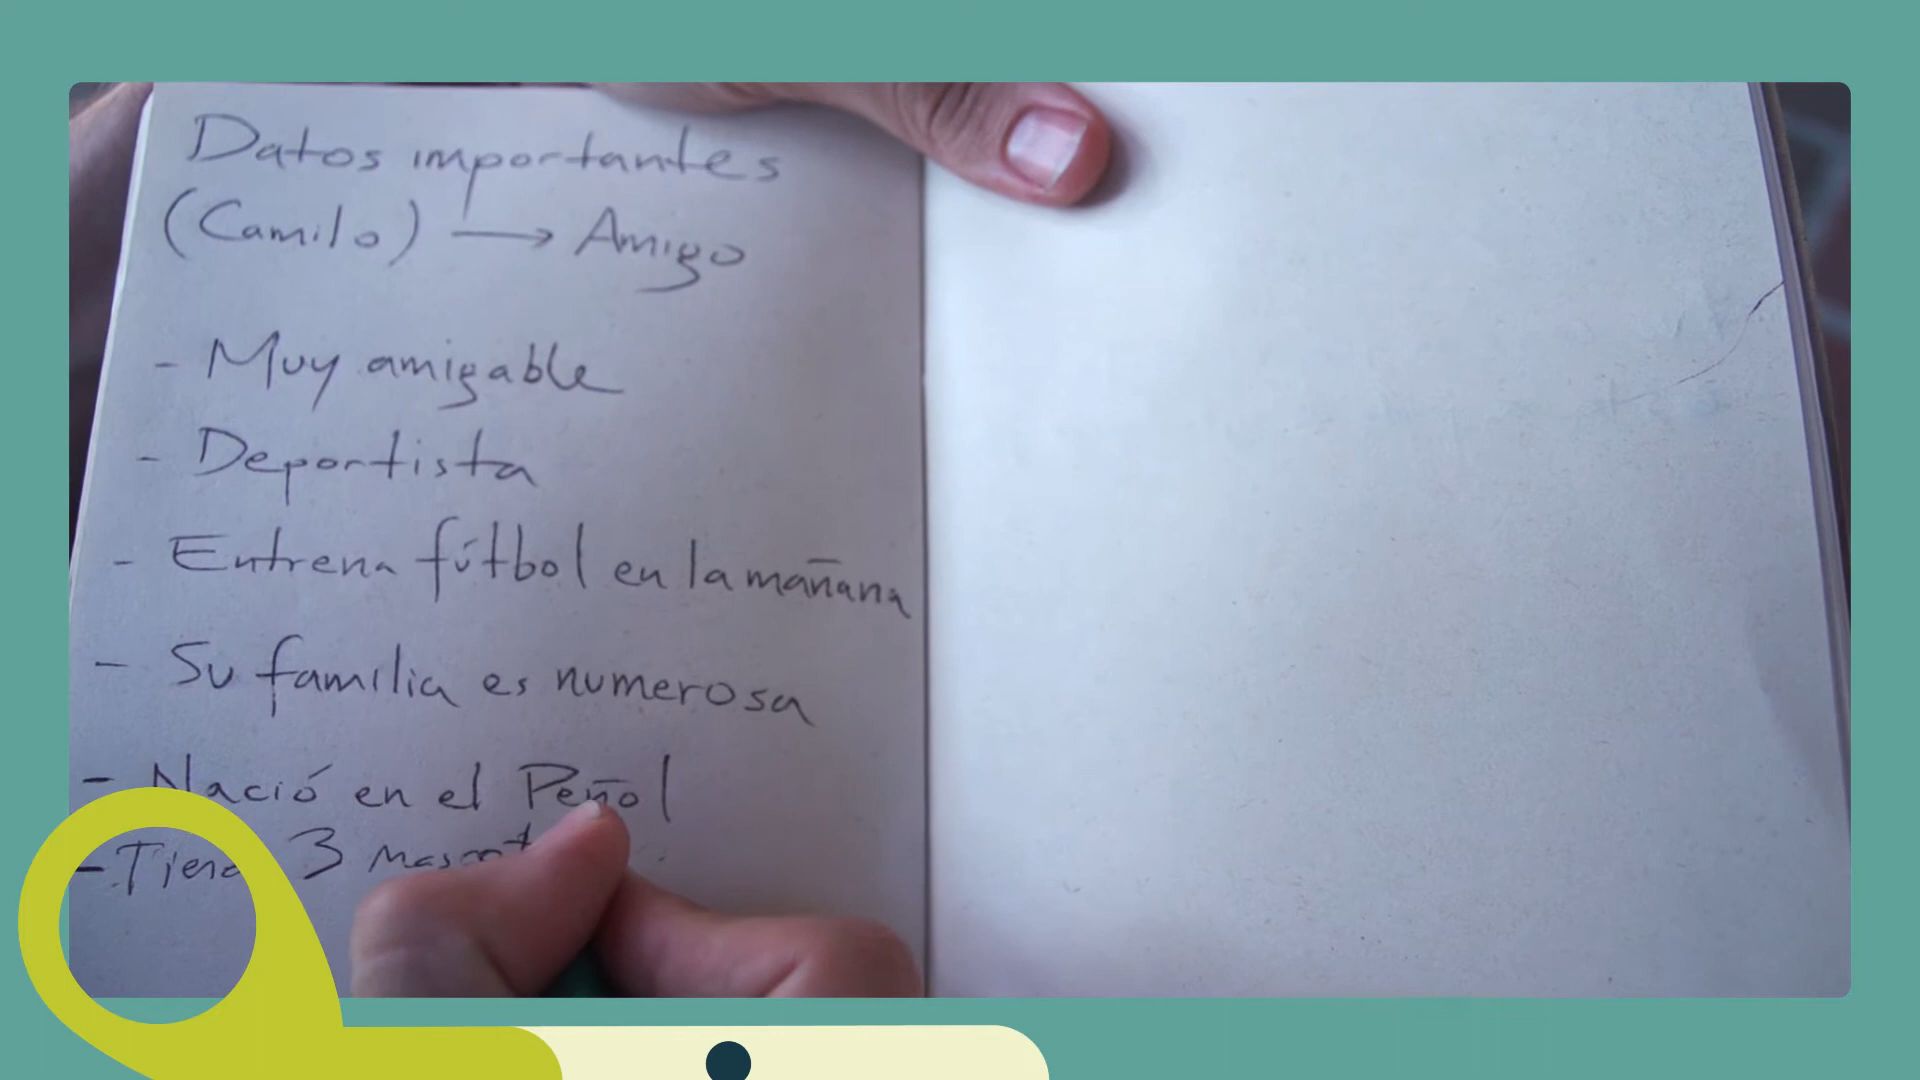 Datos importantes
(Camilo) → Amigo
- Muy amigable
- Deportista
- Entrena fútbol en la mañana
- Su familia es numerosa
- Nació en el Peñol
- Tiene 3